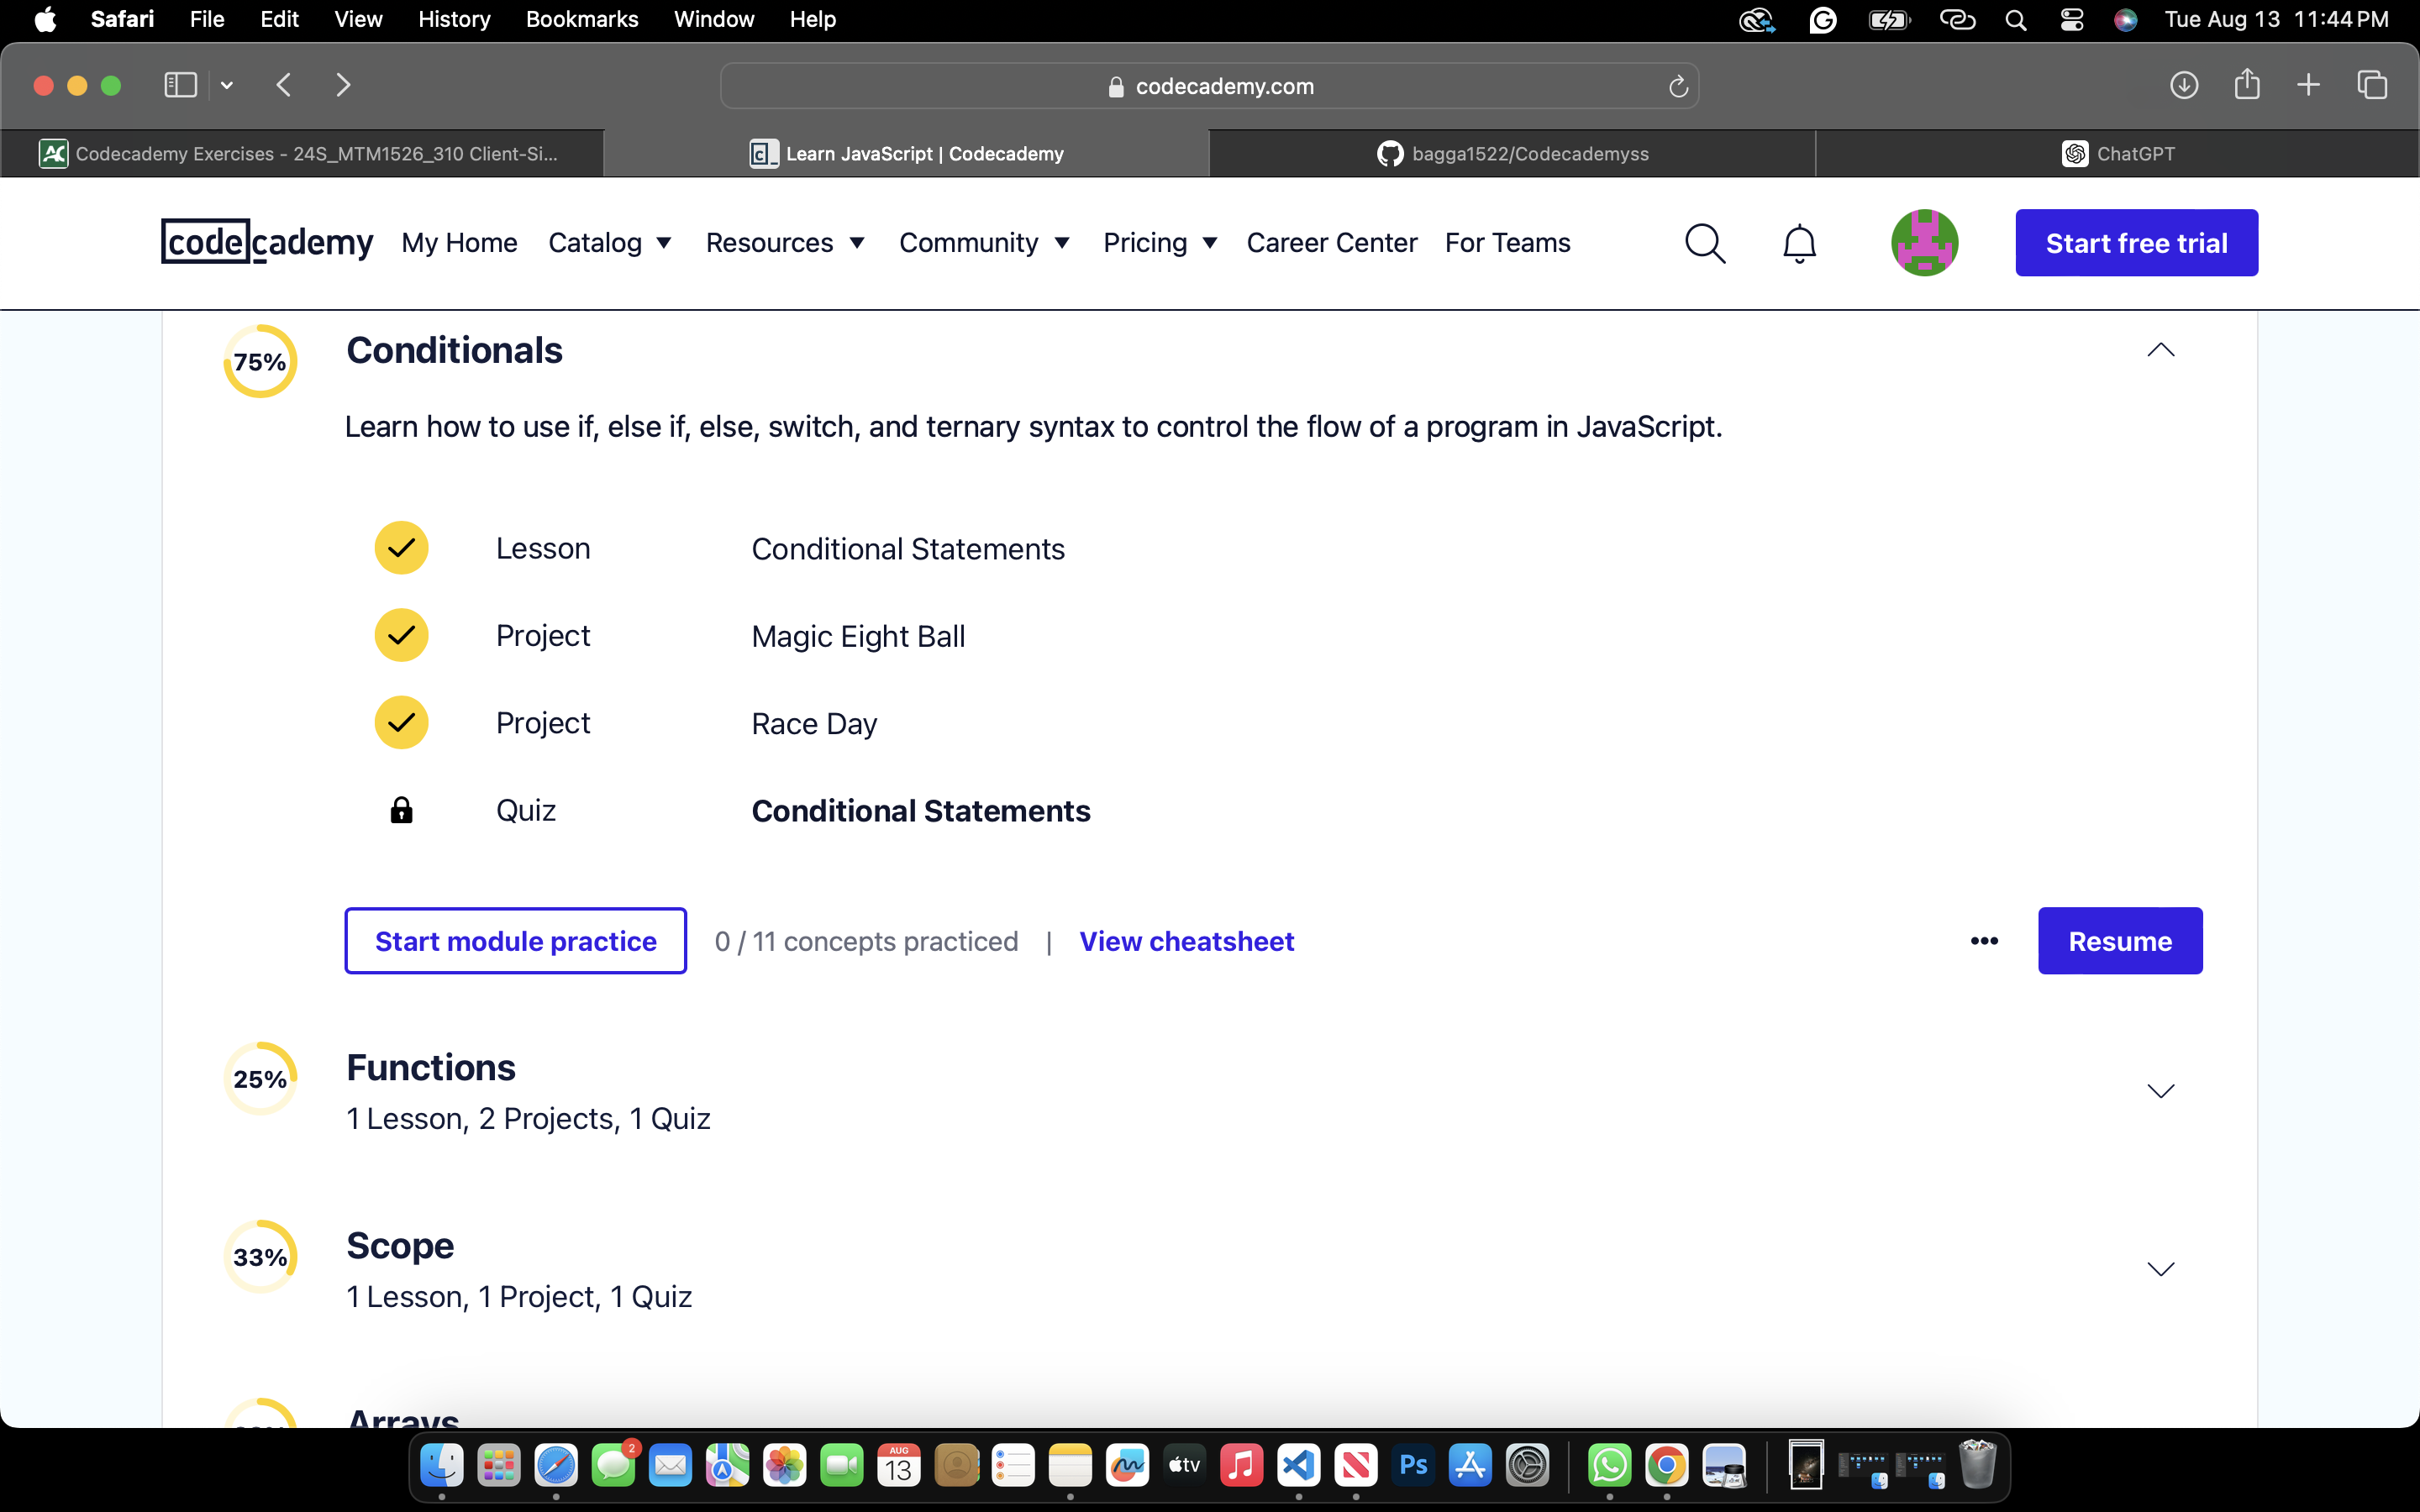 Safari File Edit View History Bookmarks Window Help Tue Aug 13 11:44 PM
codecademy.com
Codecademy Exercises - 24S_MTM1526_310 Client-Si... Learn JavaScript | Codecademy bagga1522/Codecademyss ChatGPT
codecademy My Home Catalog Resources Community Pricing Career Center For Teams Start free trial
75% Conditionals
Learn how to use if, else if, else, switch, and ternary syntax to control the flow of a program in JavaScript.
Lesson Conditional Statements
Project Magic Eight Ball
Project Race Day
Quiz Conditional Statements
Start module practice 0 / 11 concepts practiced | View cheatsheet ••• Resume
25% Functions
1 Lesson, 2 Projects, 1 Quiz
33% Scope
1 Lesson, 1 Project, 1 Quiz
Arrays
2 AUG 13 tv Ps